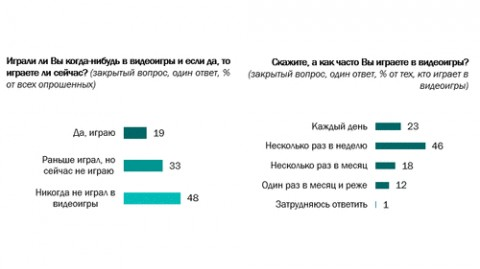 Играли ли Вы когда-нибудь в видеоигры и если да, то
играете ли сейчас? (закрытый вопрос, один ответ, %
от всех опрошенных)
Да, играю 19
Раньше играл, но
сейчас не играю 33
Никогда не играл в
видеоигры 48
Скажите, а как часто Вы играете в видеоигры?
(закрытый вопрос, один ответ, % от тех, кто играет в
видеоигры)
Каждый день 23
Несколько раз в неделю 46
Несколько раз в месяц 18
Один раз в месяц и реже 12
Затрудняюсь ответить 1